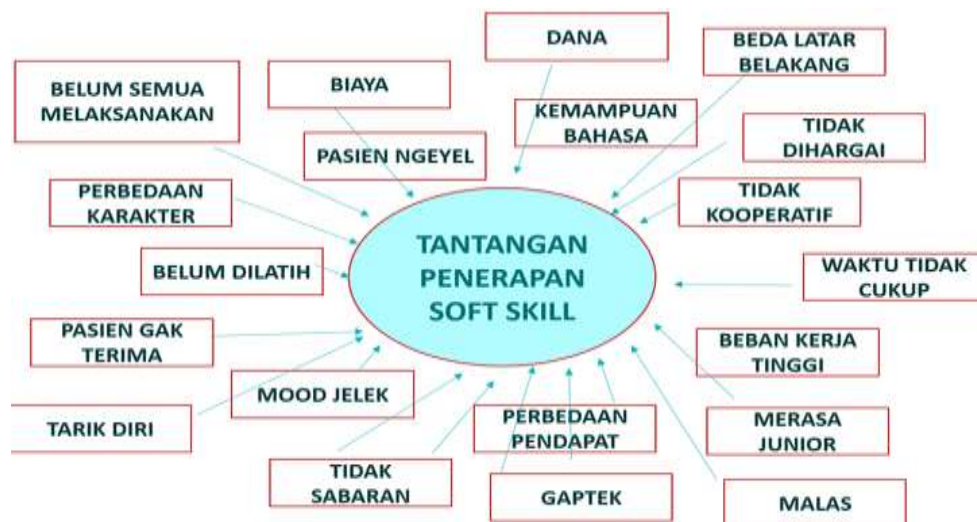 DANA
BEDA LATAR
BELAKANG
BIAYA
BELUM SEMUA
MELAKSANAKAN
KEMAMPUAN
BAHASA
TIDAK
DIHARGAI
PASIEN NGEYEL
PERBEDAAN
KARAKTER
TIDAK
KOOPERATIF
TANTANGAN
PENERAPAN
SOFT SKILL
BELUM DILATIH
WAKTU TIDAK
CUKUP
PASIEN GAK
TERIMA
BEBAN KERJA
TINGGI
MOOD JELEK
TARIK DIRI
PERBEDAAN
PENDAPAT
MERASA
JUNIOR
TIDAK
SABARAN
GAPTEK
MALAS